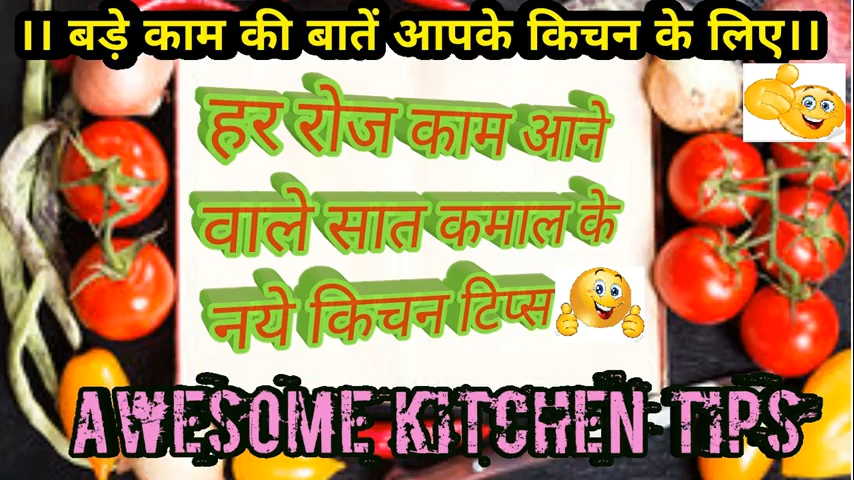 ।। बड़े काम की बातें आपके किचन के लिए।।
हर रोज काम आने
वाले सात कमाल के
नये किचन टिप्स
AWESOME KITCHEN TIPS